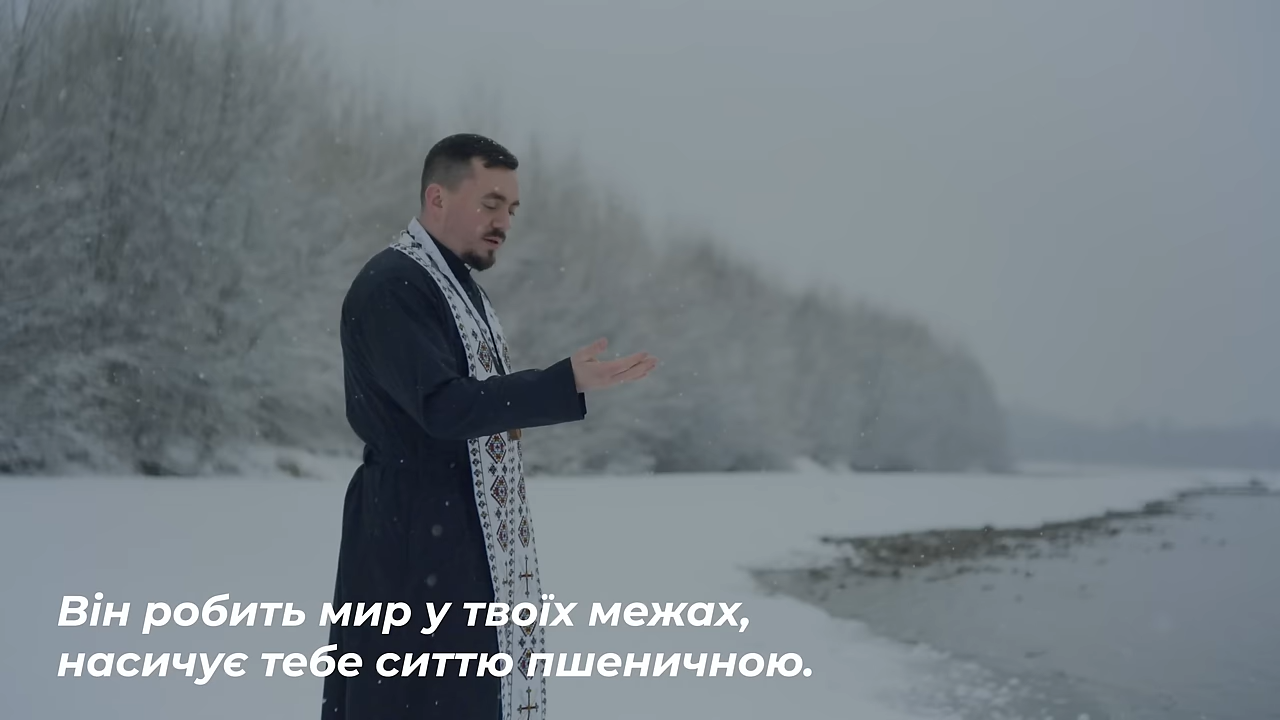 Він робить мир у твоїх межах,
насичує тебе ситтю пшеничною.